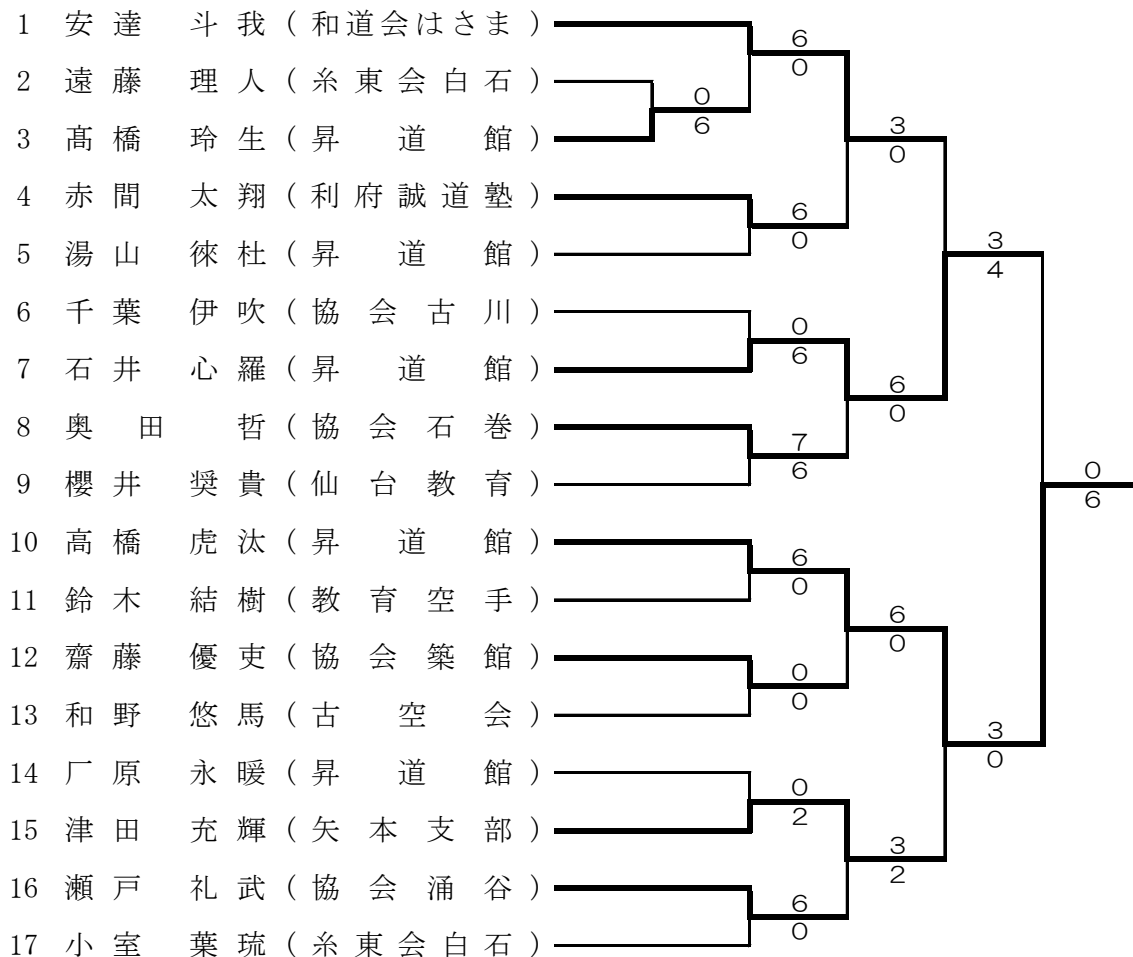 1 安達 斗我(和道会はさま)
2 遠藤 理人(糸東会白石)
3 髙橋 玲生(昇道館)
4 赤間 太翔(利府誠道塾)
5 湯山 徠杜(昇道館)
6 千葉 伊吹(協会古川)
7 石井 心羅(昇道館)
8 奥田 哲(協会石巻)
9 櫻井 奨貴(仙台教育)
10 高橋 虎汰(昇道館)
11 鈴木 結樹(教育空手)
12 齋藤 優吏(協会築館)
13 和野 悠馬(古空会)
14 厂原 永暖(昇道館)
15 津田 充輝(矢本支部)
16 瀬戸 礼武(協会涌谷)
17 小室 葉琉(糸東会白石)
0
6
6
0
6
0
0
6
7
6
6
0
0
0
0
2
6
0
3
0
6
0
6
0
3
2
3
4
3
0
0
6